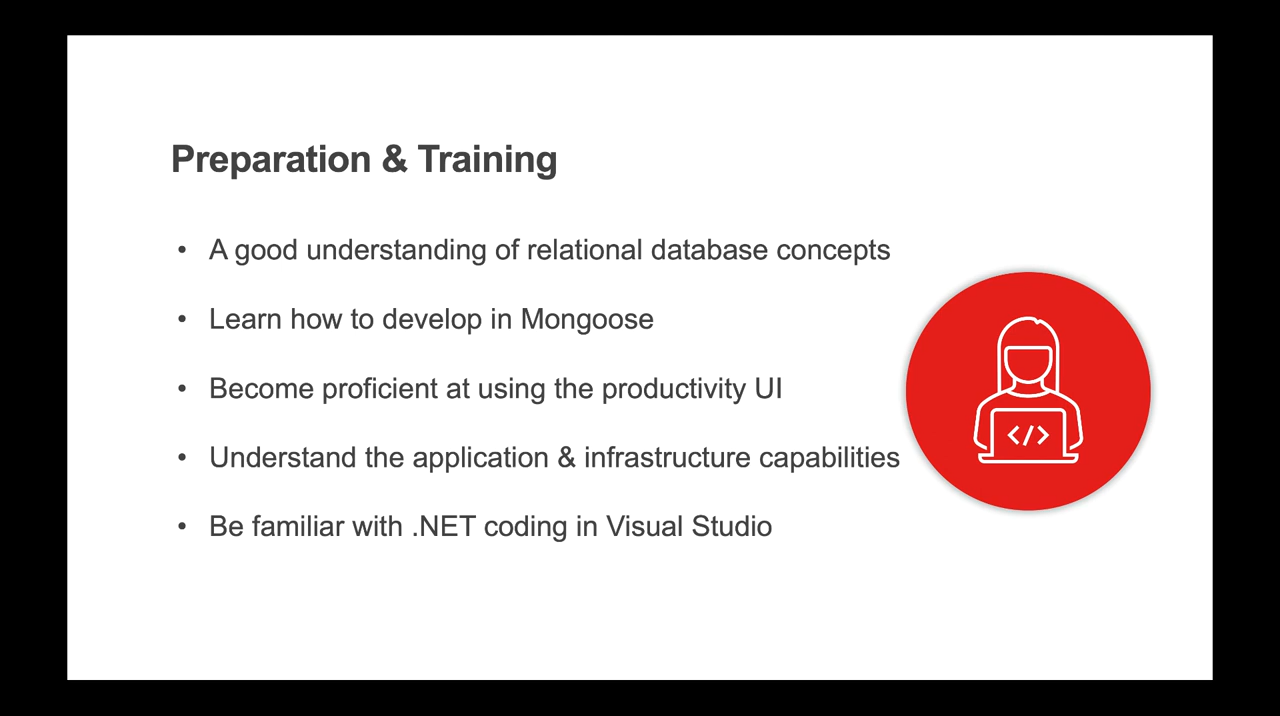 Preparation & Training
• A good understanding of relational database concepts
• Learn how to develop in Mongoose
• Become proficient at using the productivity UI
• Understand the application & infrastructure capabilities
• Be familiar with .NET coding in Visual Studio
</>